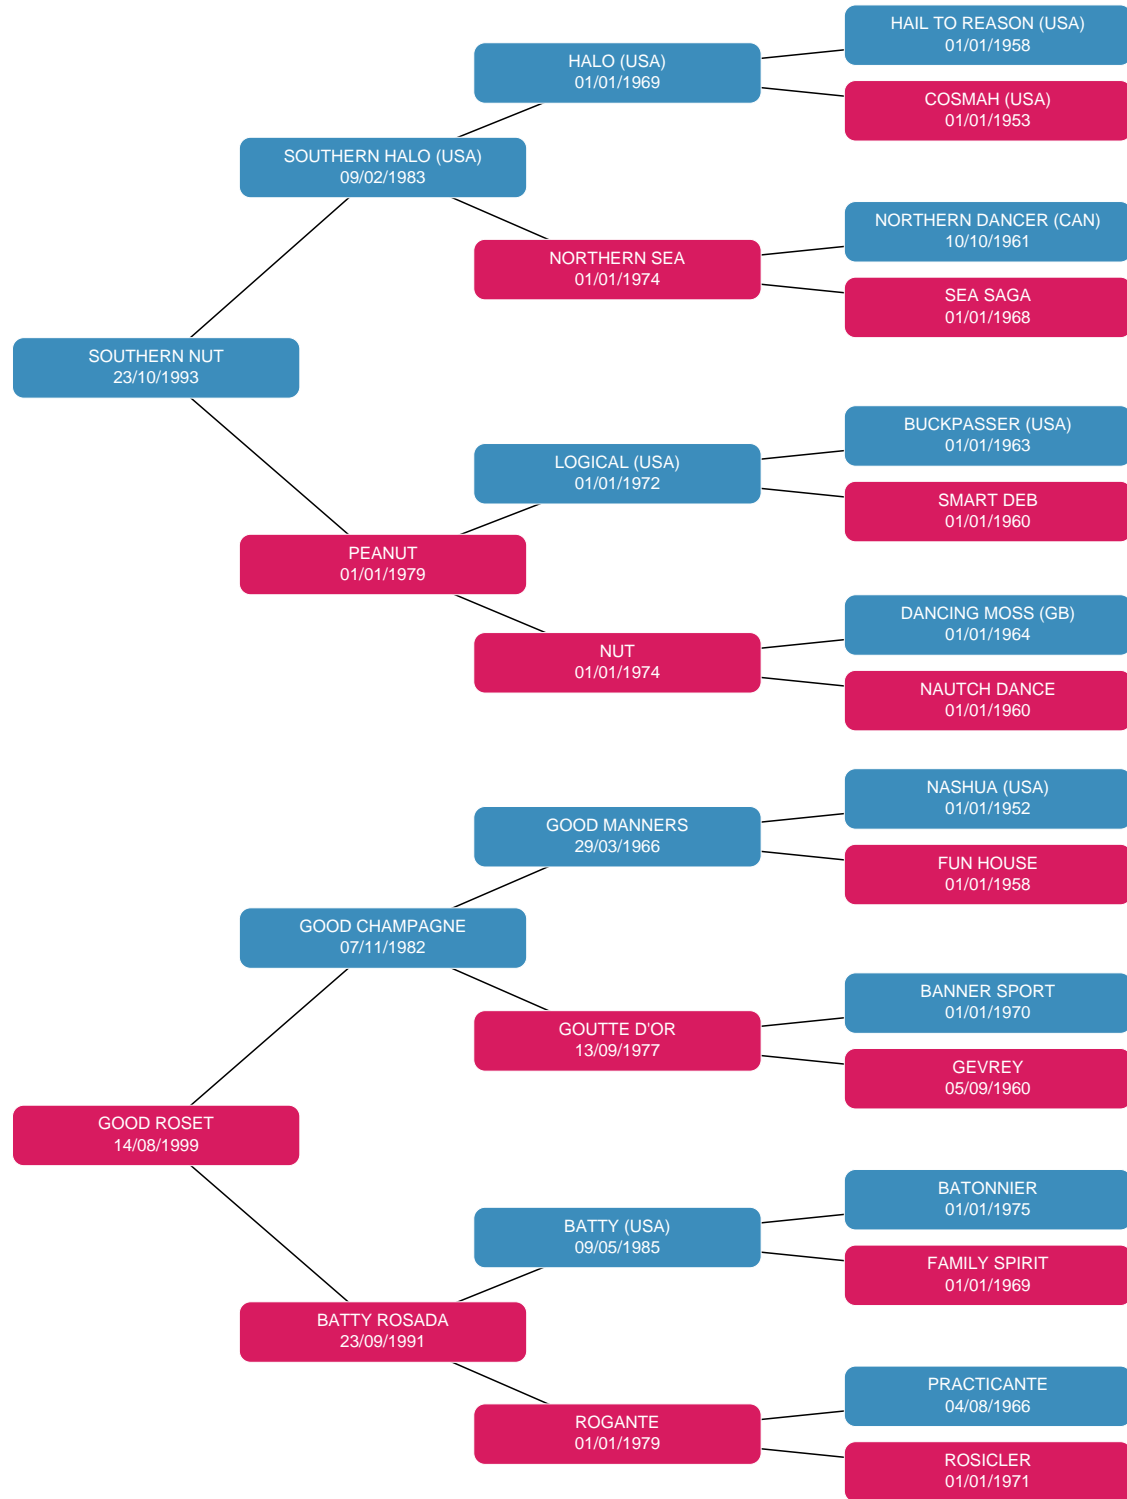 HAIL TO REASON (USA)
01/01/1958
HALO (USA)
01/01/1969
COSMAH (USA)
01/01/1953
SOUTHERN HALO (USA)
09/02/1983
NORTHERN DANCER (CAN)
10/10/1961
NORTHERN SEA
01/01/1974
SEA SAGA
01/01/1968
SOUTHERN NUT
23/10/1993
BUCKPASSER (USA)
01/01/1963
LOGICAL (USA)
01/01/1972
SMART DEB
01/01/1960
PEANUT
01/01/1979
DANCING MOSS (GB)
01/01/1964
NUT
01/01/1974
NAUTCH DANCE
01/01/1960
NASHUA (USA)
01/01/1952
GOOD MANNERS
29/03/1966
FUN HOUSE
01/01/1958
GOOD CHAMPAGNE
07/11/1982
BANNER SPORT
01/01/1970
GOUTTE D'OR
13/09/1977
GEVREY
05/09/1960
GOOD ROSET
14/08/1999
BATONNIER
01/01/1975
BATTY (USA)
09/05/1985
FAMILY SPIRIT
01/01/1969
BATTY ROSADA
23/09/1991
PRACTICANTE
04/08/1966
ROGANTE
01/01/1979
ROSICLER
01/01/1971